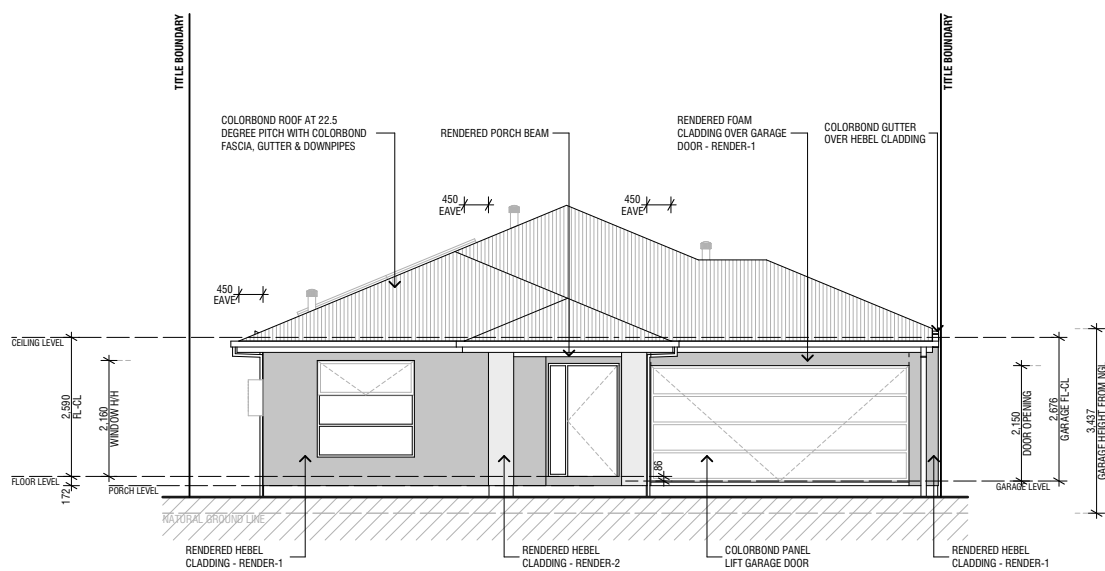 TITLE BOUNDARY
TITLE BOUNDARY
COLORBOND ROOF AT 22.5
DEGREE PITCH WITH COLORBOND
FASCIA, GUTTER & DOWNPIPES
RENDERED PORCH BEAM
RENDERED FOAM
CLADDING OVER GARAGE
DOOR - RENDER-1
COLORBOND GUTTER
OVER HEBEL CLADDING
450
EAVE
450
EAVE
450
EAVE
CEILING LEVEL
2,590
FL-CL
2,160
WINDOW H/H
2,150
DOOR OPENING
2,676
GARAGE FL-CL
3,437
GARAGE HEIGHT FROM NGL
86
FLOOR LEVEL
172
PORCH LEVEL
GARAGE LEVEL
NATURAL GROUND LINE
RENDERED HEBEL
CLADDING - RENDER-1
RENDERED HEBEL
CLADDING - RENDER-2
COLORBOND PANEL
LIFT GARAGE DOOR
RENDERED HEBEL
CLADDING - RENDER-1